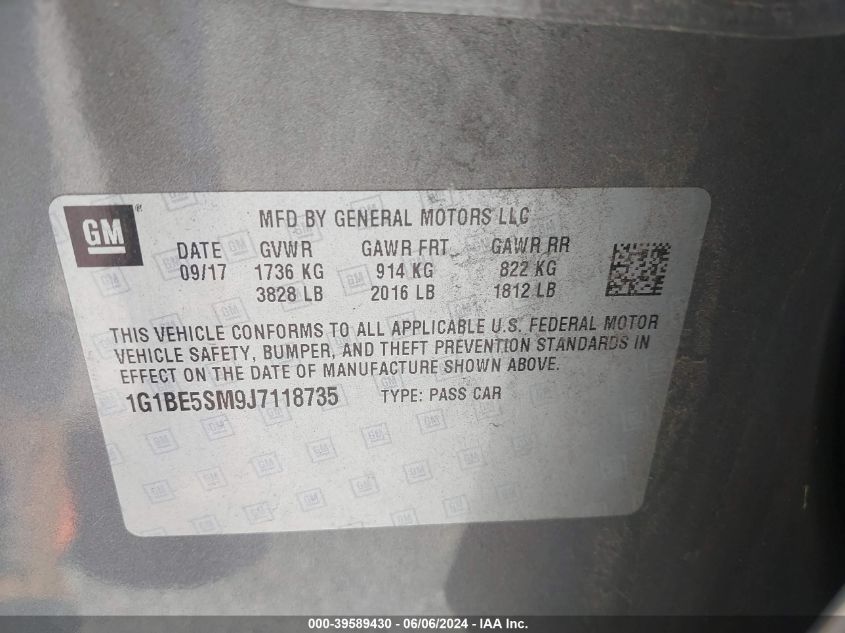 GM ®
MFD BY GENERAL MOTORS LLC
DATE GVWR GAWR FRT GAWR RR
09/17 1736 KG 914 KG 822 KG
3828 LB 2016 LB 1812 LB
THIS VEHICLE CONFORMS TO ALL APPLICABLE U.S. FEDERAL MOTOR
VEHICLE SAFETY, BUMPER, AND THEFT PREVENTION STANDARDS IN
EFFECT ON THE DATE OF MANUFACTURE SHOWN ABOVE.
1G1BE5SM9J7118735 TYPE: PASS CAR
000-39589430 - 06/06/2024 - IAA Inc.